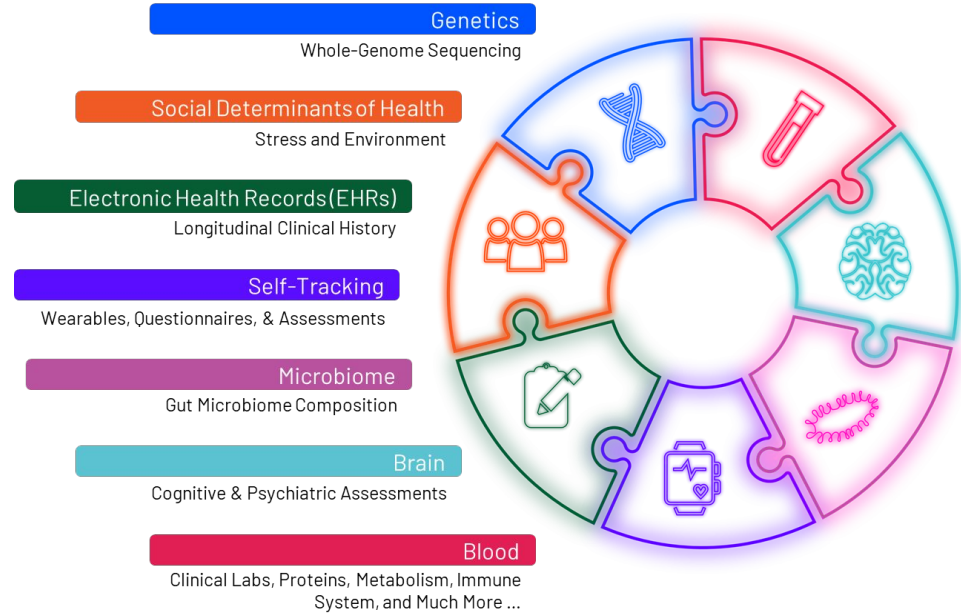 Genetics
Whole-Genome Sequencing
Social Determinants of Health
Stress and Environment
Electronic Health Records (EHRs)
Longitudinal Clinical History
Self-Tracking
Wearables, Questionnaires, & Assessments
Microbiome
Gut Microbiome Composition
Brain
Cognitive & Psychiatric Assessments
Blood
Clinical Labs, Proteins, Metabolism, Immune
System, and Much More ...